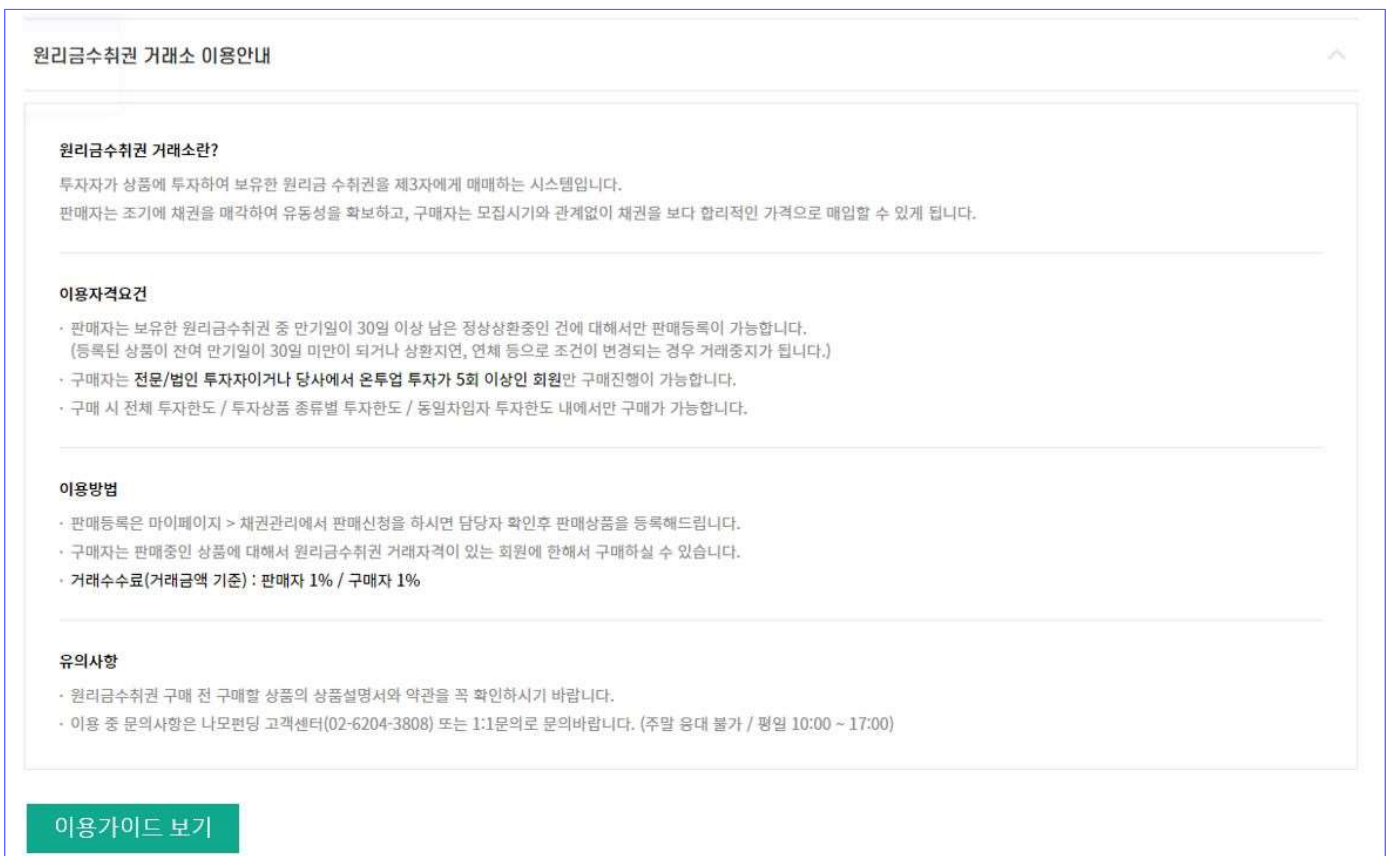 원리금수취권 거래소 이용안내
원리금수취권 거래소란?
투자자가 상품에 투자하여 보유한 원리금 수취권을 제3자에게 매매하는 시스템입니다.
판매자는 조기에 채권을 매각하여 유동성을 확보하고, 구매자는 모집시기와 관계없이 채권을 보다 합리적인 가격으로 매입할 수 있게 됩니다.
이용자격요건
· 판매자는 보유한 원리금수취권 중 만기일이 30일 이상 남은 정상상환중인 건에 대해서만 판매등록이 가능합니다.
(등록된 상품이 잔여 만기일이 30일 미만이 되거나 상환지연, 연체 등으로 조건이 변경되는 경우 거래중지가 됩니다.)
· 구매자는 전문/법인 투자자이거나 당사에서 온투업 투자가 5회 이상인 회원만 구매진행이 가능합니다.
· 구매 시 전체 투자한도 / 투자상품 종류별 투자한도 / 동일차입자 투자한도 내에서만 구매가 가능합니다.
이용방법
· 판매등록은 마이페이지 > 채권관리에서 판매신청을 하시면 담당자 확인후 판매상품을 등록해드립니다.
· 구매자는 판매중인 상품에 대해서 원리금수취권 거래자격이 있는 회원에 한해서 구매하실 수 있습니다.
· 거래수수료(거래금액 기준) : 판매자 1% / 구매자 1%
유의사항
· 원리금수취권 구매 전 구매할 상품의 상품설명서와 약관을 꼭 확인하시기 바랍니다.
· 이용 중 문의사항은 나모펀딩 고객센터(02-6204-3808) 또는 1:1문의로 문의바랍니다. (주말 응대 불가 / 평일 10:00 ~ 17:00)
이용가이드 보기